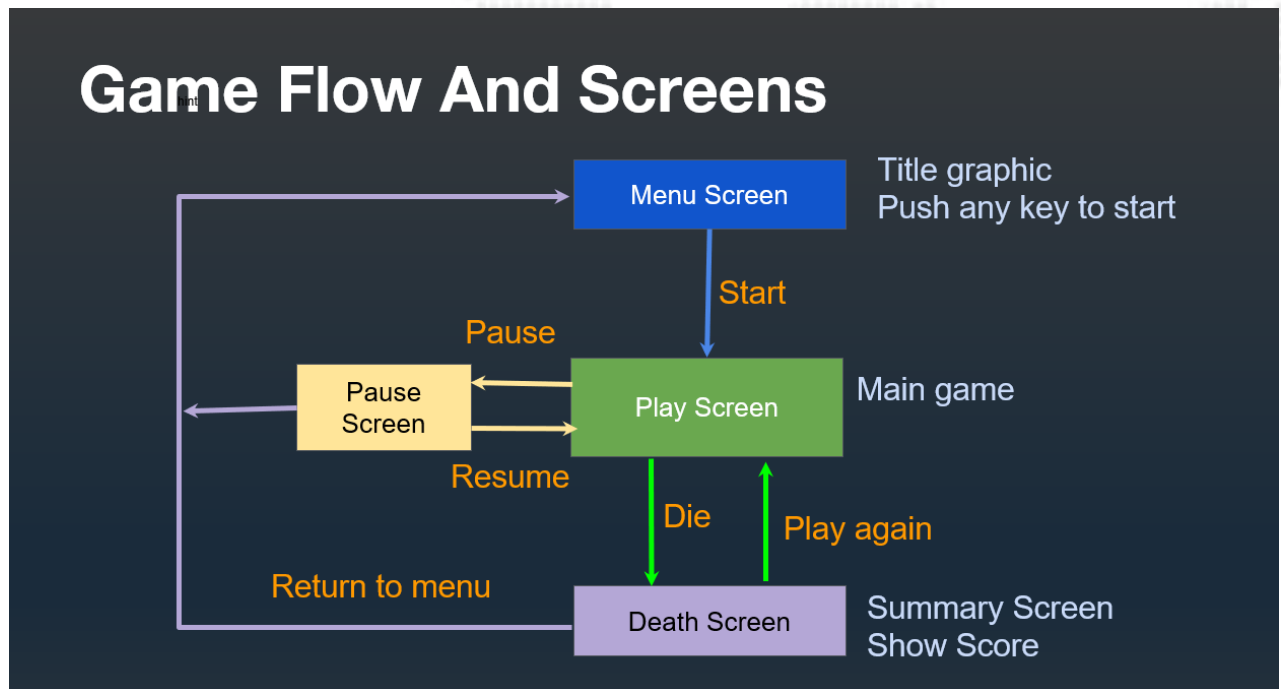 Game Flow And Screens
hint
Menu Screen
Title graphic
Push any key to start
Start
Pause
Pause
Screen
Play Screen
Main game
Resume
Die
Play again
Return to menu
Death Screen
Summary Screen
Show Score